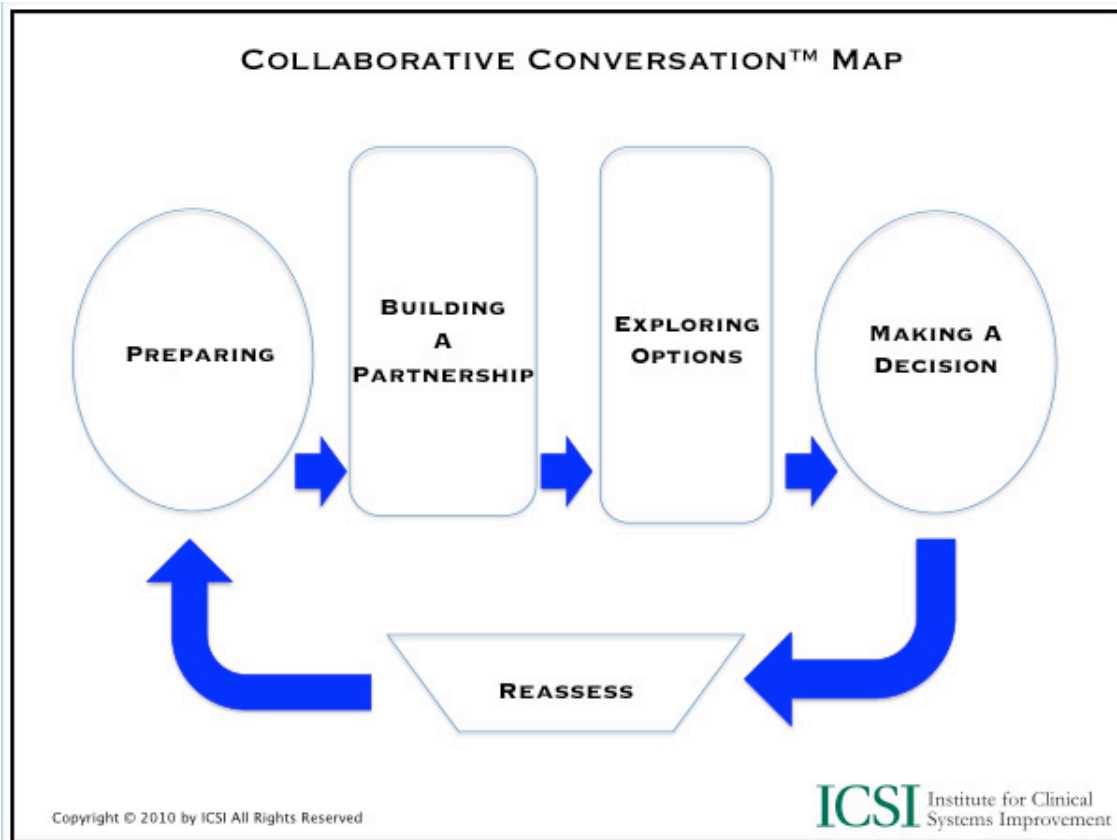 COLLABORATIVE CONVERSATION™ MAP
PREPARING
BUILDING
A
PARTNERSHIP
EXPLORING
OPTIONS
MAKING A
DECISION
REASSESS
Copyright © 2010 by ICSI All Rights Reserved
ICSI
Institute for Clinical
Systems Improvement